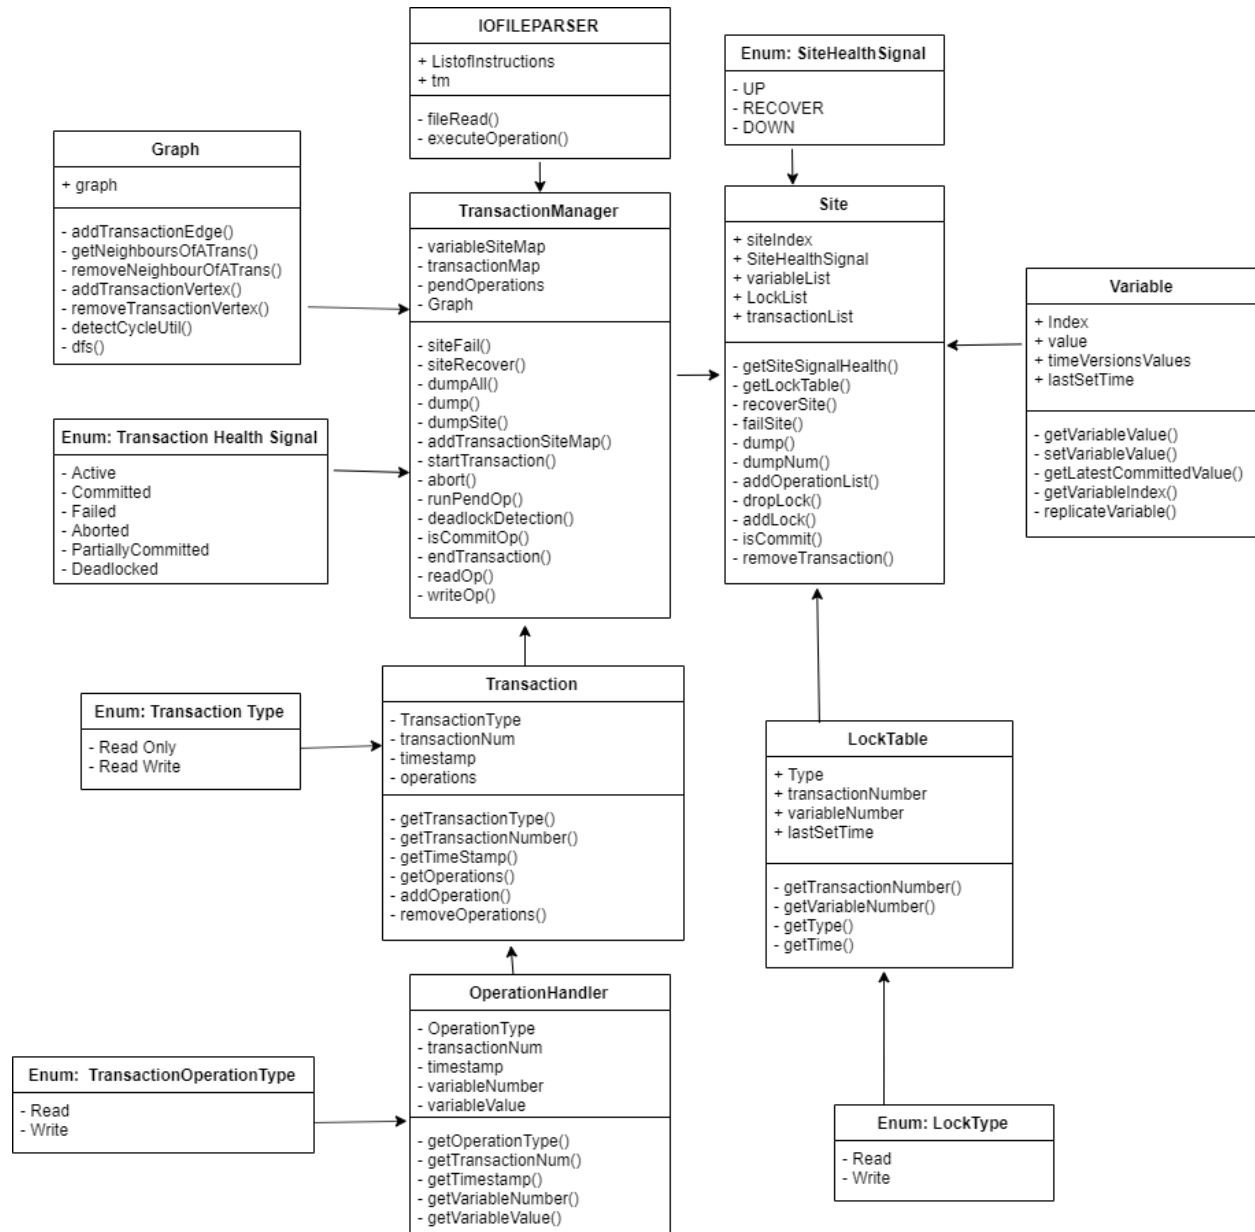 IOFILEPARSER
+ ListofInstructions
+ tm
- fileRead()
- executeOperation()
Enum: SiteHealthSignal
- UP
- RECOVER
- DOWN
Graph
+ graph
- addTransactionEdge()
- getNeighboursOfATrans()
- removeNeighbourOfATrans()
- addTransactionVertex()
- removeTransactionVertex()
- detectCycleUtil()
- dfs()
TransactionManager
- variableSiteMap
- transactionMap
- pendOperations
- Graph
- siteFail()
- siteRecover()
- dumpAll()
- dump()
- dumpSite()
- addTransactionSiteMap()
- startTransaction()
- abort()
- runPendOp()
- deadlockDetection()
- isCommitOp()
- endTransaction()
- readOp()
- writeOp()
Site
+ siteIndex
+ SiteHealthSignal
+ variableList
+ LockList
+ transactionList
- getSiteSignalHealth()
- getLockTable()
- recoverSite()
- failSite()
- dump()
- dumpNum()
- addOperationList()
- dropLock()
- addLock()
- isCommit()
- removeTransaction()
Variable
+ Index
+ value
+ timeVersionsValues
+ lastSetTime
- getVariableValue()
- setVariableValue()
- getLatestCommittedValue()
- getVariableIndex()
- replicateVariable()
Enum: Transaction Health Signal
- Active
- Committed
- Failed
- Aborted
- PartiallyCommitted
- Deadlocked
Enum: Transaction Type
- Read Only
- Read Write
Transaction
- TransactionType
- transactionNum
- timestamp
- operations
- getTransactionType()
- getTransactionNumber()
- getTimeStamp()
- getOperations()
- addOperation()
- removeOperations()
LockTable
+ Type
+ transactionNumber
+ variableNumber
+ lastSetTime
- getTransactionNumber()
- getVariableNumber()
- getType()
- getTime()
OperationHandler
- OperationType
- transactionNum
- timestamp
- variableNumber
- variableValue
- getOperationType()
- getTransactionNum()
- getTimestamp()
- getVariableNumber()
- getVariableValue()
Enum: TransactionOperationType
- Read
- Write
Enum: LockType
- Read
- Write